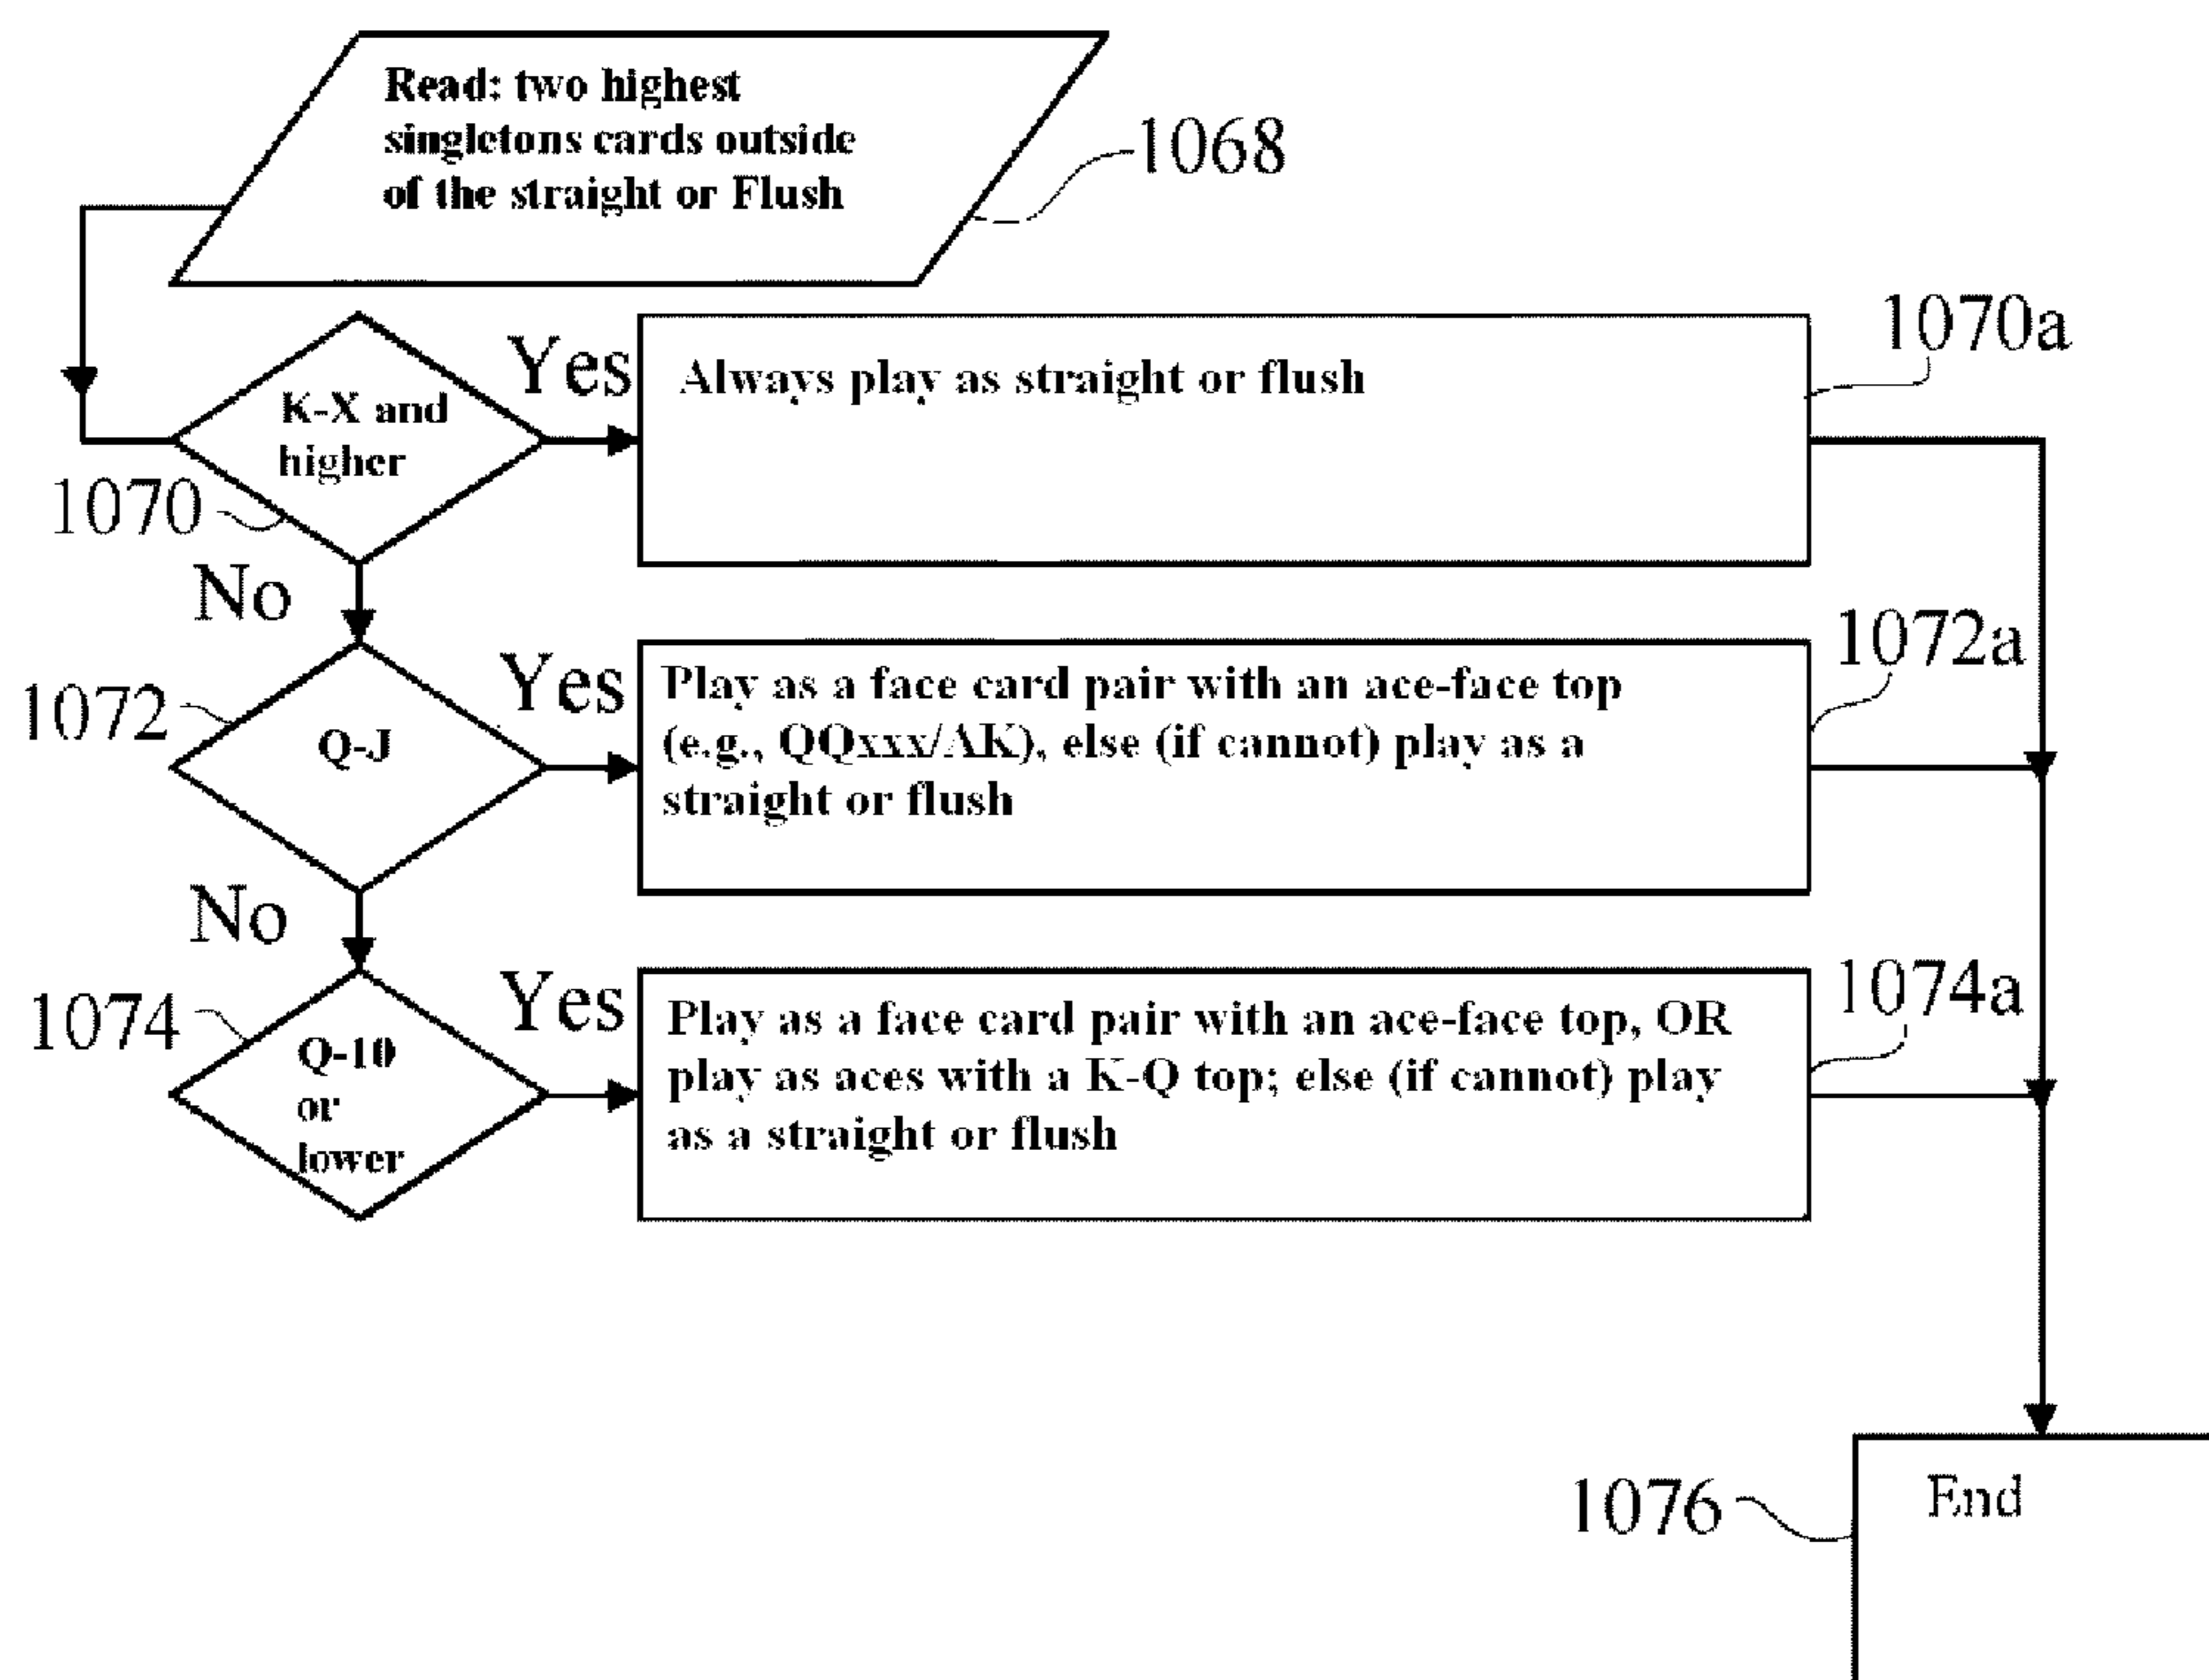 Read: two highest
singletons cards outside
of the straight or Flush
1068
K-X and
higher
1070
Yes
Always play as straight or flush
1070a
No
Q-J
1072
Yes
Play as a face card pair with an ace-face top
(e.g., QQxxx/AK), else (if cannot) play as a
straight or flush
1072a
No
Q-10
or
lower
1074
Yes
Play as a face card pair with an ace-face top, OR
play as aces with a K-Q top; else (if cannot) play
as a straight or flush
1074a
End
1076